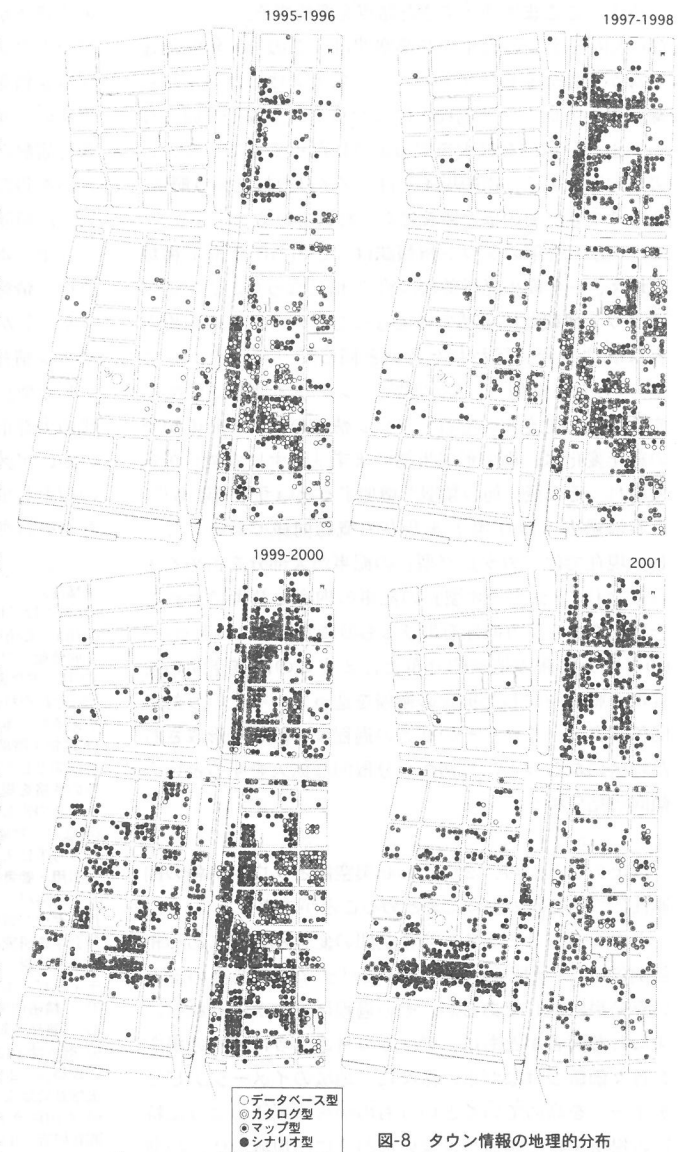 1995-1996
1997-1998
1999-2000
2001
○データベース型
◎カタログ型
◉マップ型
●シナリオ型
図-8 タウン情報の地理的分布